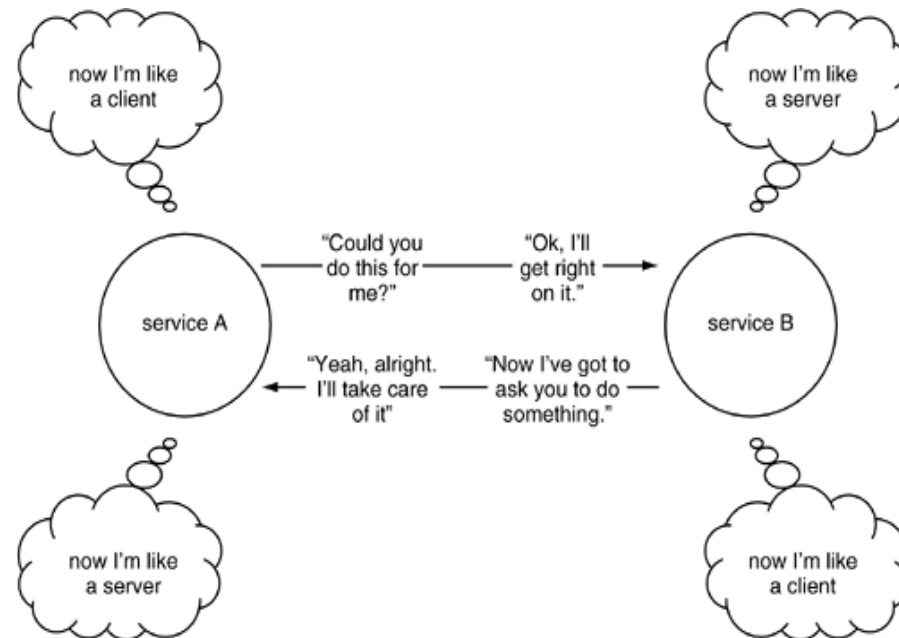 now I'm like
a client
now I'm like
a server
“Could you
do this for
me?”
“Ok, I'll
get right
on it.”
service A
service B
“Yeah, alright.
I'll take care
of it”
“Now I've got to
ask you to do
something.”
now I'm like
a server
now I'm like
a client